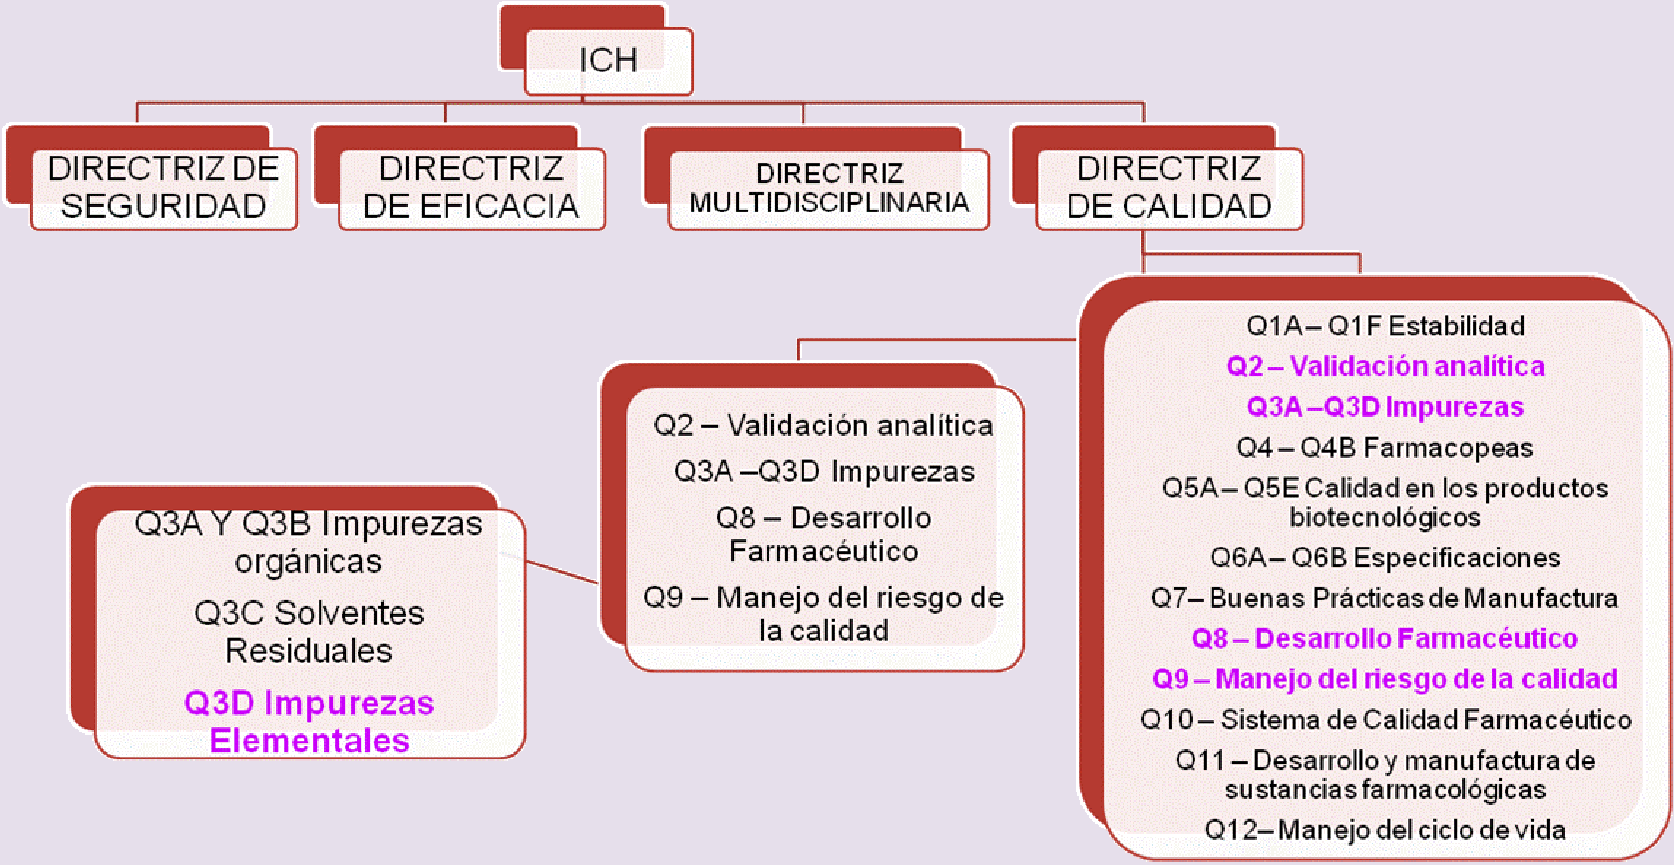 ICH
DIRECTRIZ DE
SEGURIDAD
DIRECTRIZ
DE EFICACIA
DIRECTRIZ
MULTIDISCIPLINARIA
DIRECTRIZ
DE CALIDAD
Q1A– Q1F Estabilidad
Q2 – Validación analítica
Q3A –Q3D Impurezas
Q4 – Q4B Farmacopeas
Q5A– Q5E Calidad en los productos
biotecnológicos
Q6A– Q6B Especificaciones
Q7– Buenas Prácticas de Manufactura
Q8 – Desarrollo Farmacéutico
Q9 – Manejo del riesgo de la calidad
Q10 – Sistema de Calidad Farmacéutico
Q11 – Desarrollo y manufactura de
sustancias farmacológicas
Q12– Manejo del ciclo de vida
Q2 – Validación analítica
Q3A –Q3D Impurezas
Q8 – Desarrollo
Farmacéutico
Q9 – Manejo del riesgo de
la calidad
Q3A Y Q3B Impurezas
orgánicas
Q3C Solventes
Residuales
Q3D Impurezas
Elementales